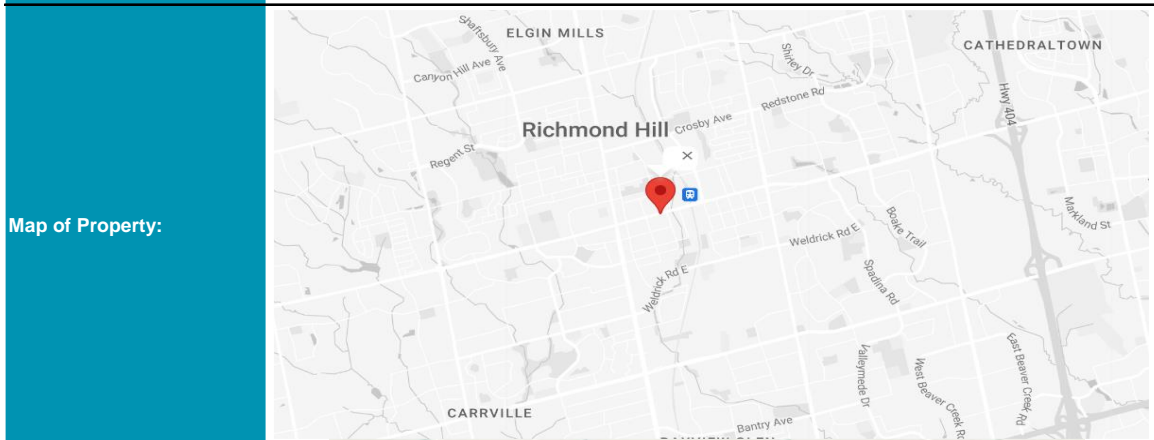 Map of Property:
Shaftsbury Ave
ELGIN MILLS
CATHEDRALTOWN
Shirley Dr
Canyon Hill Ave
Hwy 404
Redstone Rd
Crosby Ave
Richmond Hill
Regent St
Markland St
Boake Trail
Weldrick Rd E
Weldrick Rd E
Spadina Rd
Valleymede Dr
West Beaver Creek Rd
East Beaver Creek Rd
CARRVILLE
Bantry Ave